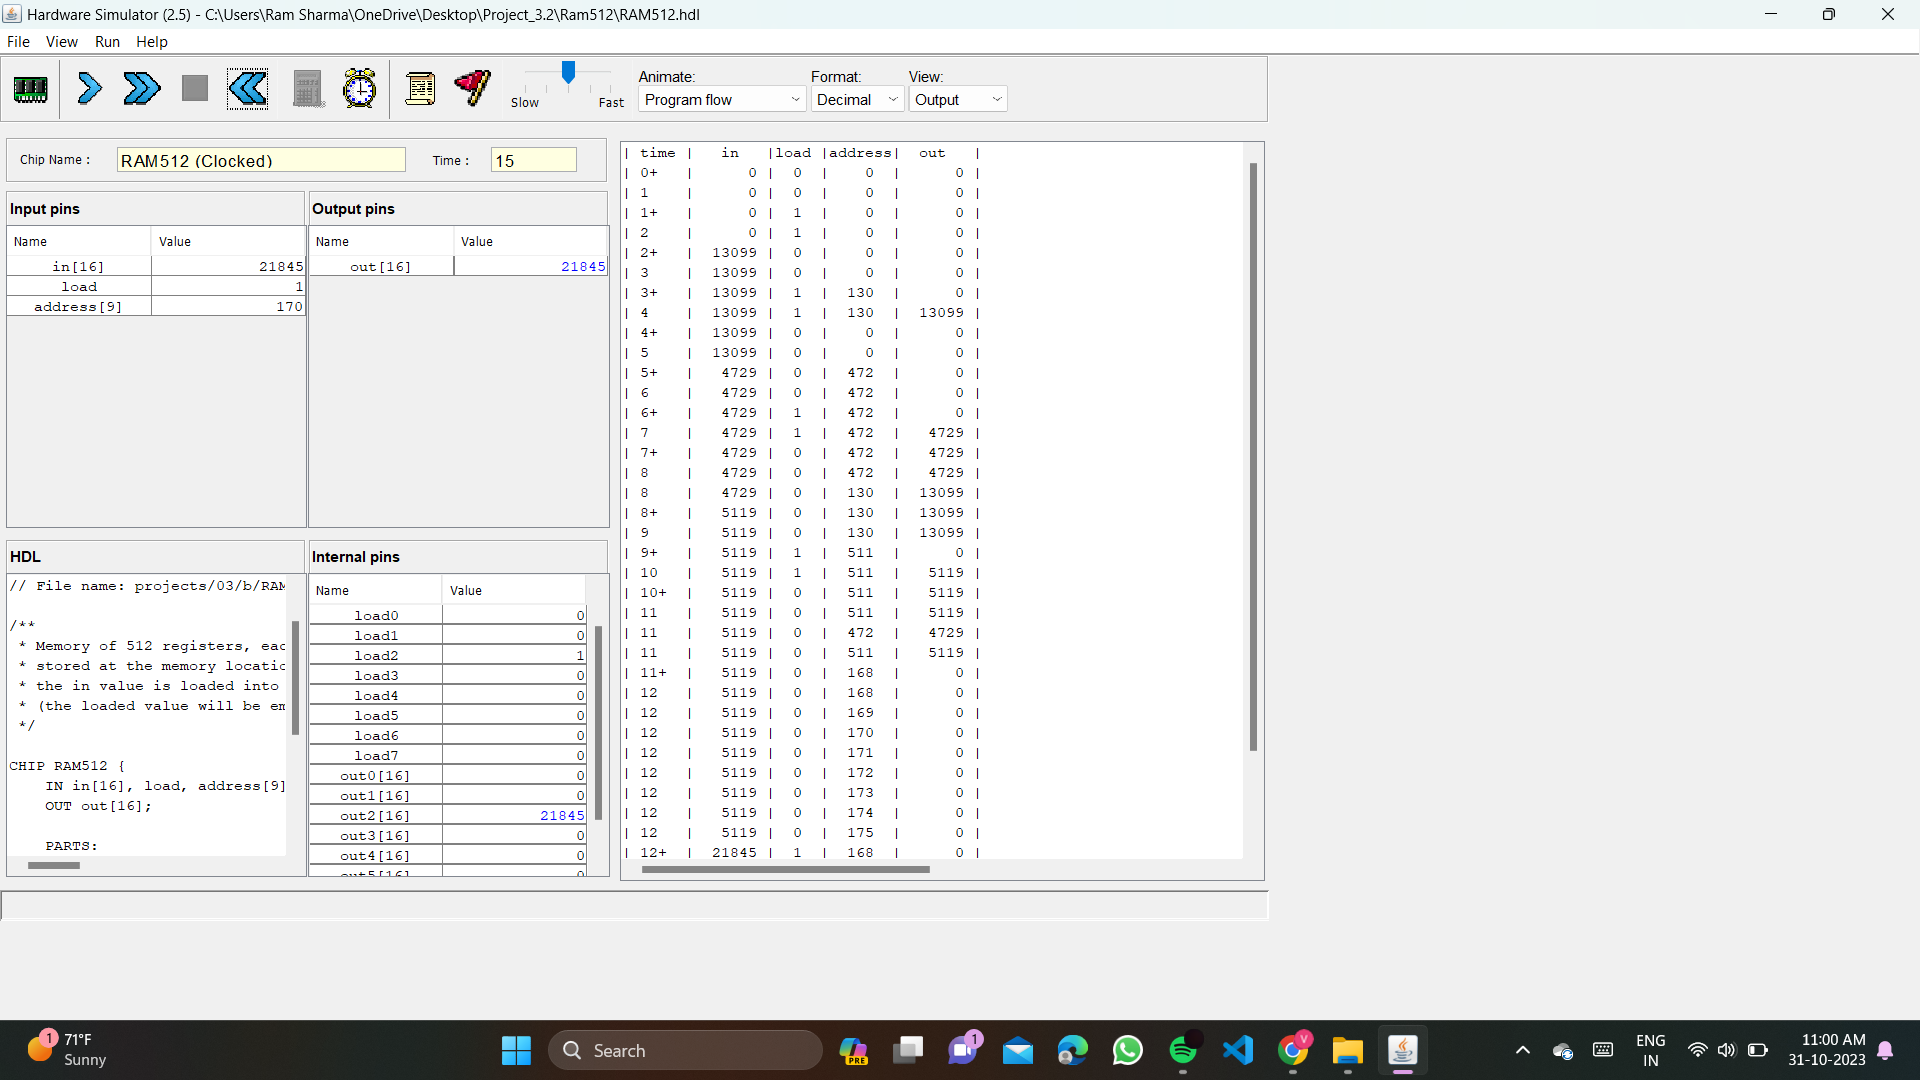 Hardware Simulator (2.5) - C:\Users\Ram Sharma\OneDrive\Desktop\Project_3.2\Ram512\RAM512.hdl
File View Run Help
Slow Fast
Animate: Format: View:
Program flow Decimal Output
Chip Name : RAM512 (Clocked) Time : 15
Input pins
Name Value
in[16] 21845
load 1
address[9] 170
Output pins
Name Value
out[16] 21845
HDL
// File name: projects/03/b/RAM
/**
* Memory of 512 registers, eac
* stored at the memory locatic
* the in value is loaded into
* (the loaded value will be em
*/
CHIP RAM512 {
IN in[16], load, address[9]
OUT out[16];
PARTS:
Internal pins
Name Value
load0 0
load1 0
load2 1
load3 0
load4 0
load5 0
load6 0
load7 0
out0[16] 0
out1[16] 0
out2[16] 21845
out3[16] 0
out4[16] 0
out5[16] 0
| time | in |load |address| out |
| 0+ | 0 | 0 | 0 | 0 |
| 1 | 0 | 0 | 0 | 0 |
| 1+ | 0 | 1 | 0 | 0 |
| 2 | 0 | 1 | 0 | 0 |
| 2+ | 13099 | 0 | 0 | 0 |
| 3 | 13099 | 0 | 0 | 0 |
| 3+ | 13099 | 1 | 130 | 0 |
| 4 | 13099 | 1 | 130 | 13099 |
| 4+ | 13099 | 0 | 0 | 0 |
| 5 | 13099 | 0 | 0 | 0 |
| 5+ | 4729 | 0 | 472 | 0 |
| 6 | 4729 | 0 | 472 | 0 |
| 6+ | 4729 | 1 | 472 | 0 |
| 7 | 4729 | 1 | 472 | 4729 |
| 7+ | 4729 | 0 | 472 | 4729 |
| 8 | 4729 | 0 | 472 | 4729 |
| 8 | 4729 | 0 | 130 | 13099 |
| 8+ | 5119 | 0 | 130 | 13099 |
| 9 | 5119 | 0 | 130 | 13099 |
| 9+ | 5119 | 1 | 511 | 0 |
| 10 | 5119 | 1 | 511 | 5119 |
| 10+ | 5119 | 0 | 511 | 5119 |
| 11 | 5119 | 0 | 511 | 5119 |
| 11 | 5119 | 0 | 472 | 4729 |
| 11 | 5119 | 0 | 511 | 5119 |
| 11+ | 5119 | 0 | 168 | 0 |
| 12 | 5119 | 0 | 168 | 0 |
| 12 | 5119 | 0 | 169 | 0 |
| 12 | 5119 | 0 | 170 | 0 |
| 12 | 5119 | 0 | 171 | 0 |
| 12 | 5119 | 0 | 172 | 0 |
| 12 | 5119 | 0 | 173 | 0 |
| 12 | 5119 | 0 | 174 | 0 |
| 12 | 5119 | 0 | 175 | 0 |
| 12+ | 21845 | 1 | 168 | 0 |
1 71°F
Sunny
Search
PRE
1
V
ENG
IN
11:00 AM
31-10-2023